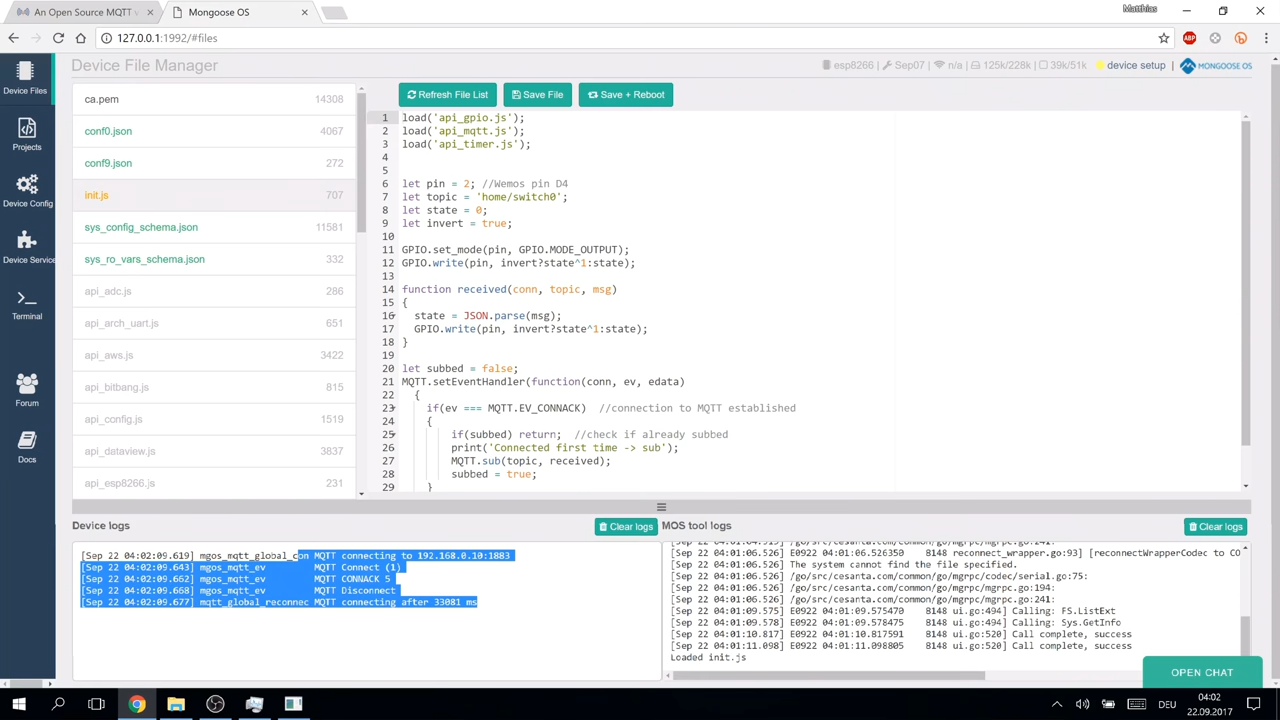 An Open Source MQTT v
Mongoose OS
Matthias
127.0.0.1:1992/#files
ABP
Device File Manager
esp8266 | Sep07 | n/a | 125k/228k | 39k/51k
device setup |
MONGOOSE OS
Device Files
Projects
Device Config
Device Service
Terminal
Forum
Docs
ca.pem 14308
conf0.json 4067
conf9.json 272
init.js 707
sys_config_schema.json 11581
sys_ro_vars_schema.json 332
api_adc.js 286
api_arch_uart.js 651
api_aws.js 3422
api_bitbang.js 815
api_config.js 1519
api_dataview.js 3837
api_esp8266.js 231
Refresh File List
Save File
Save + Reboot
1 load('api_gpio.js');
2 load('api_mqtt.js');
3 load('api_timer.js');
4
5
6 let pin = 2; //Wemos pin D4
7 let topic = 'home/switch0';
8 let state = 0;
9 let invert = true;
10
11 GPIO.set_mode(pin, GPIO.MODE_OUTPUT);
12 GPIO.write(pin, invert?state^1:state);
13
14 function received(conn, topic, msg)
15 {
16 state = JSON.parse(msg);
17 GPIO.write(pin, invert?state^1:state);
18 }
19
20 let subbed = false;
21 MQTT.setEventHandler(function(conn, ev, edata)
22 {
23 if(ev === MQTT.EV_CONNACK) //connection to MQTT established
24 {
25 if(subbed) return; //check if already subbed
26 print('Connected first time -> sub');
27 MQTT.sub(topic, received);
28 subbed = true;
29 }
Device logs
Clear logs
[Sep 22 04:02:09.619] mgos_mqtt_global_con MQTT connecting to 192.168.0.10:1883
[Sep 22 04:02:09.643] mgos_mqtt_ev MQTT Connect (1)
[Sep 22 04:02:09.662] mgos_mqtt_ev MQTT CONNACK 5
[Sep 22 04:02:09.668] mgos_mqtt_ev MQTT Disconnect
[Sep 22 04:02:09.677] mqtt_global_reconnec MQTT connecting after 33081 ms
MOS tool logs
Clear logs
[Sep 22 04:01:06.526] /go/src/cesanta.com/common/go/mgrpc/mgrpc.go:241:
[Sep 22 04:01:06.526] E0922 04:01:06.526350 8148 reconnect_wrapper.go:93] [reconnectWrapperCodec to CO
[Sep 22 04:01:06.526] The system cannot find the file specified.
[Sep 22 04:01:06.526] /go/src/cesanta.com/common/go/mgrpc/codec/serial.go:75:
[Sep 22 04:01:06.526] /go/src/cesanta.com/common/go/mgrpc/mgrpc.go:194:
[Sep 22 04:01:06.526] /go/src/cesanta.com/common/go/mgrpc/mgrpc.go:241:
[Sep 22 04:01:09.575] E0922 04:01:09.575470 8148 ui.go:494] Calling: FS.ListExt
[Sep 22 04:01:09.578] E0922 04:01:09.578475 8148 ui.go:494] Calling: Sys.GetInfo
[Sep 22 04:01:10.817] E0922 04:01:10.817591 8148 ui.go:520] Call complete, success
[Sep 22 04:01:11.098] E0922 04:01:11.098805 8148 ui.go:520] Call complete, success
Loaded init.js
OPEN CHAT
DEU
04:02
22.09.2017